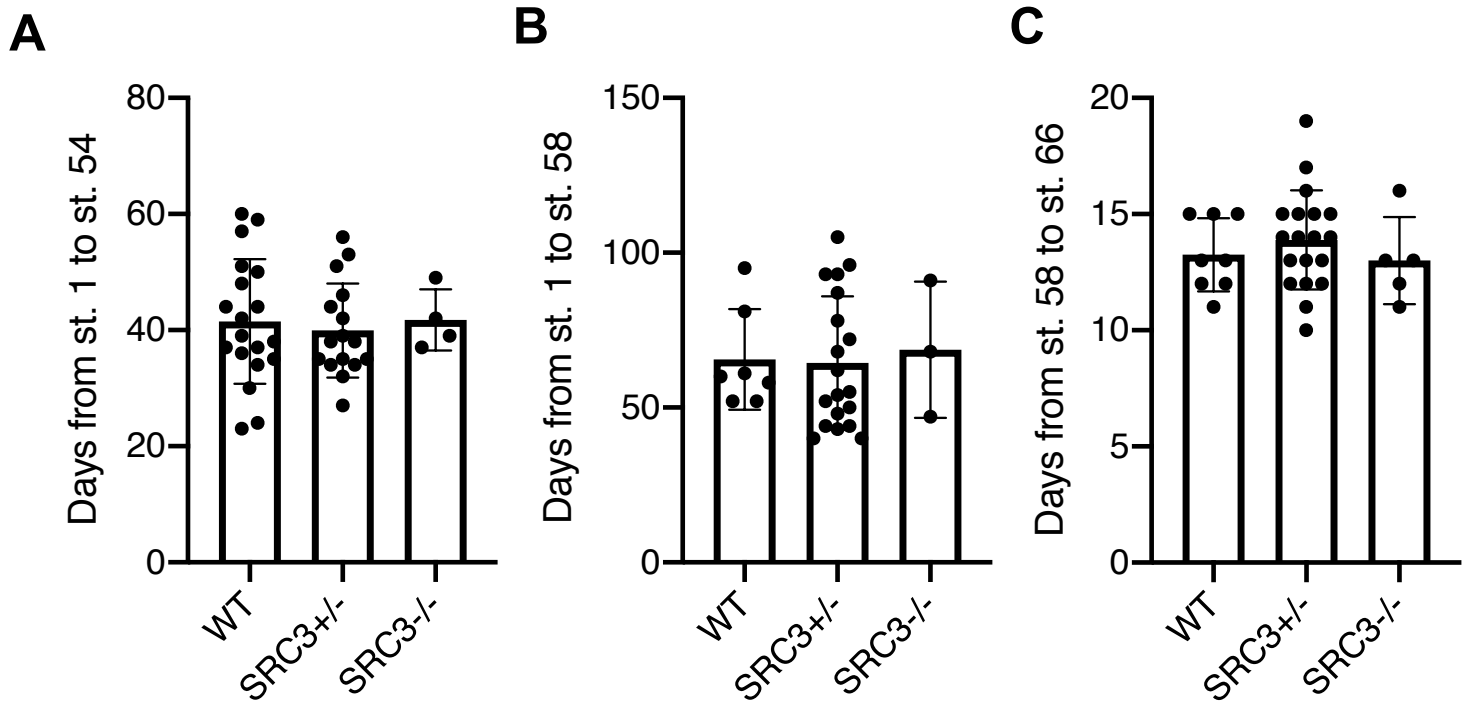 A
Days from st. 1 to st. 54
80
60
40
20
0
WT
SRC3+/-
SRC3-/-
B
Days from st. 1 to st. 58
150
100
50
0
WT
SRC3+/-
SRC3-/-
C
Days from st. 58 to st. 66
20
15
10
5
0
WT
SRC3+/-
SRC3-/-